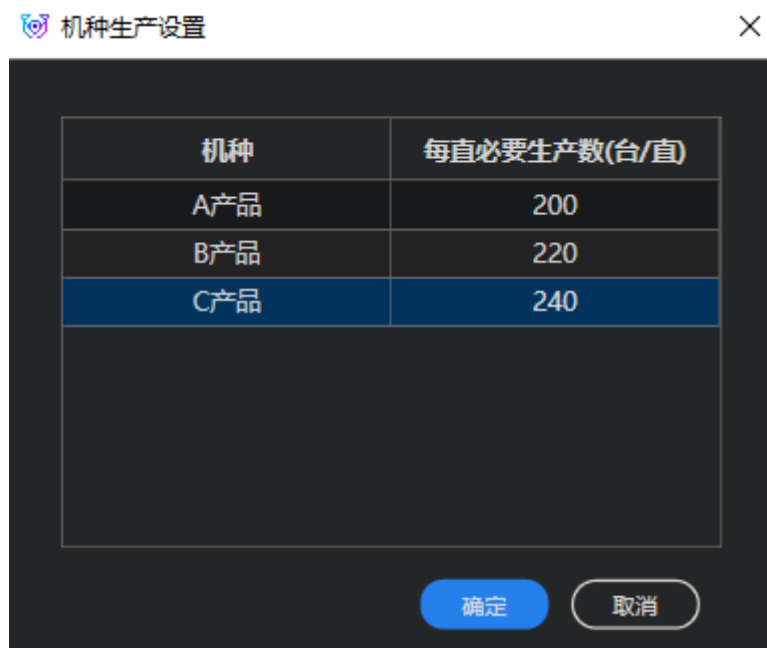 机种生产设置
机种 每直必要生产数(台/直)
A产品 200
B产品 220
C产品 240
确定 取消